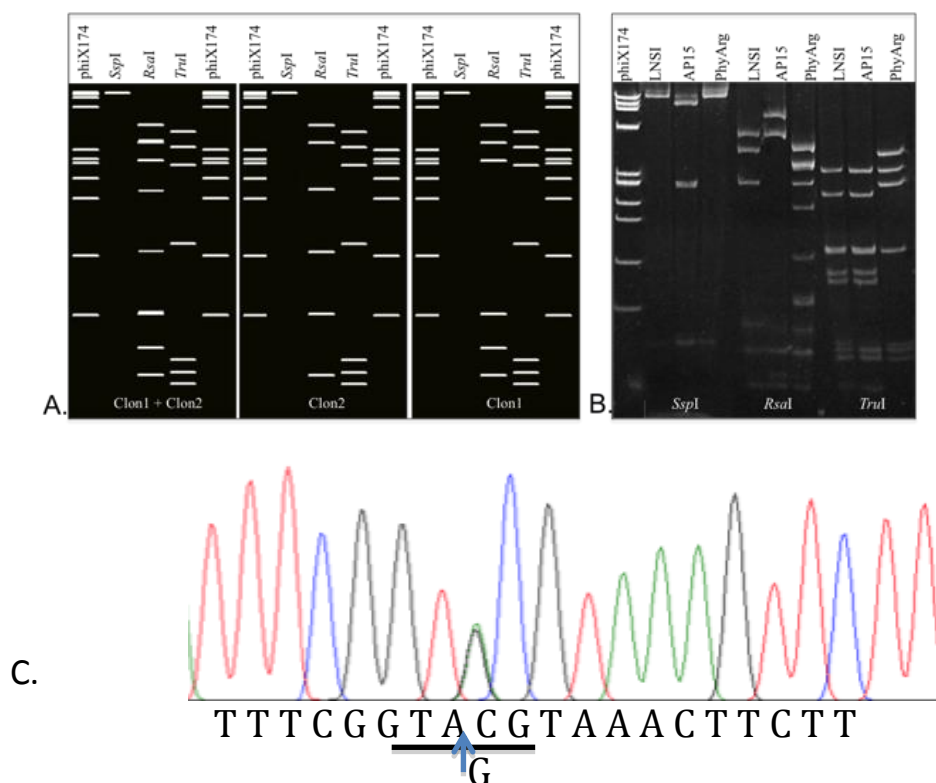 phiX174 SspI RsaI TruI phiX174 phiX174 SspI RsaI TruI phiX174 phiX174 SspI RsaI TruI phiX174
phiX174 LNSI AP15 PhyArg LNSI AP15 PhyArg LNSI AP15 PhyArg
A. Clon1 + Clon2 Clon2 Clon1
B. SspI RsaI TruI
C.
TTTCGGTACGTAAACTTCTT
G